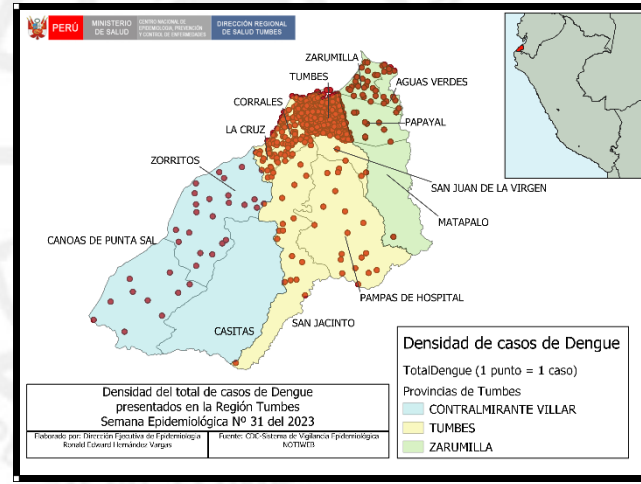 PERÚ
MINISTERIO
DE SALUD
CENTRO NACIONAL DE
EPIDEMIOLOGÍA, PREVENCIÓN
Y CONTROL DE ENFERMEDADES
DIRECCIÓN REGIONAL
DE SALUD TUMBES
ZARUMILLA
TUMBES
AGUAS VERDES
CORRALES
PAPAYAL
LA CRUZ
ZORRITOS
SAN JUAN DE LA VIRGEN
MATAPALO
CANOAS DE PUNTA SAL
PAMPAS DE HOSPITAL
SAN JACINTO
CASITAS
Densidad de casos de Dengue
TotalDengue (1 punto = 1 caso)
Provincias de Tumbes
CONTRALMIRANTE VILLAR
TUMBES
ZARUMILLA
Densidad del total de casos de Dengue
presentados en la Región Tumbes
Semana Epidemiológica Nº 31 del 2023
Elaborado por: Dirección Ejecutiva de Epidemiologia
Ronald Edward Hernández Vargas
Fuente: CDC-Sistema de Vigilancia Epidemiológica
NOTIWEB